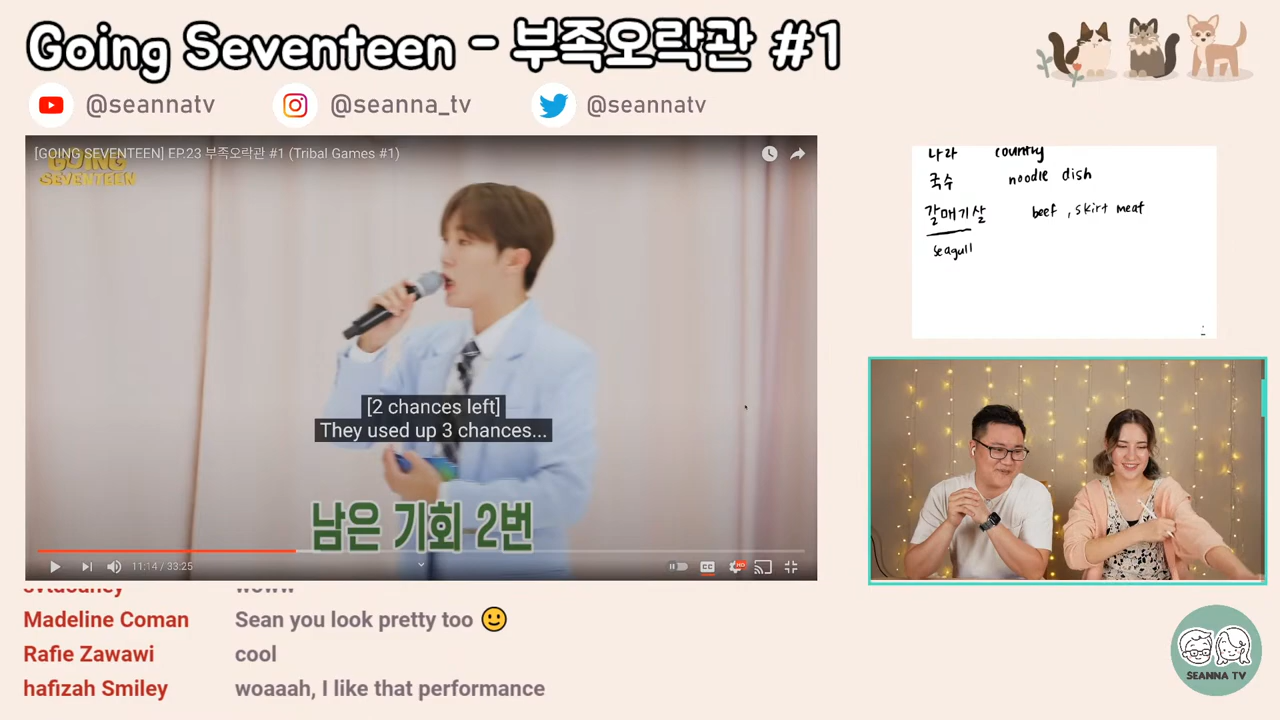 Going Seventeen - 부족오락관 #1
@seannatv
@seanna_tv
@seannatv
[GOING SEVENTEEN] EP.23 부족오락관 #1 (Tribal Games #1)
GOING
SEVENTEEN
나라 country
국수 noodle dish
갈매기살 beef, skirt meat
seagull
[2 chances left]
They used up 3 chances...
남은 기회 2번
11:14 / 33:25
CC
HD
woww
Madeline Coman Sean you look pretty too
Rafie Zawawi cool
hafizah Smiley woaaah, I like that performance
SEANNA TV